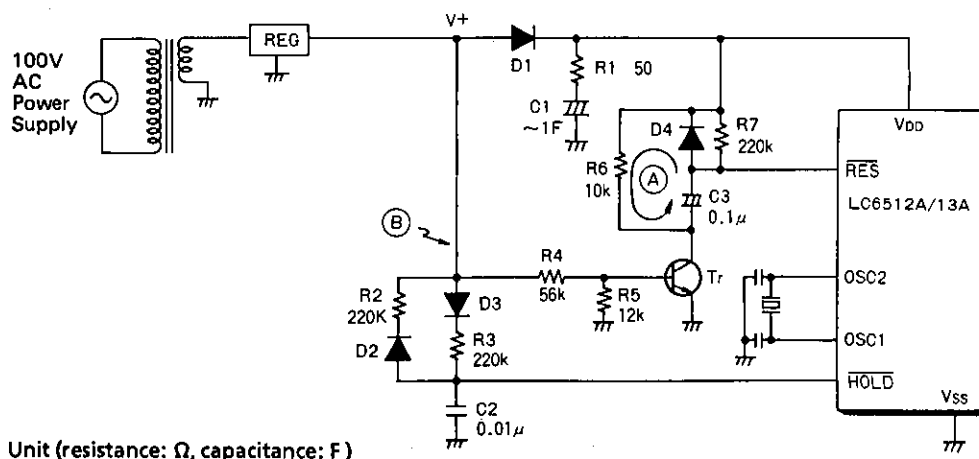 100V
AC
Power
Supply
REG
V+
D1
R1 50
C1
~1F
D4
R7
220k
R6
10k
A
C3
0.1μ
VDD
RES
LC6512A/13A
B
R4
56k
R5
12k
Tr
OSC2
OSC1
R2
220K
D3
D2
R3
220k
HOLD
C2
0.01μ
VSS
Unit (resistance: Ω, capacitance: F)